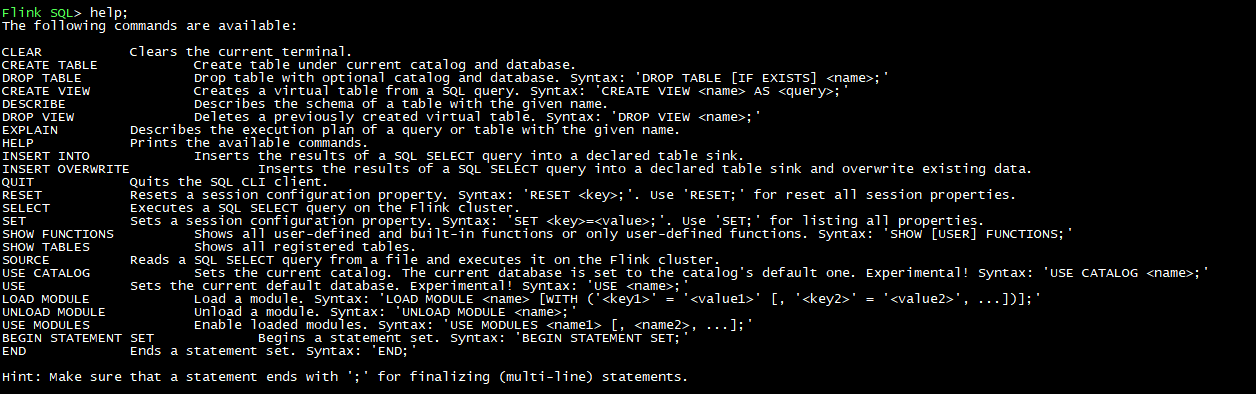 Flink SQL> help;
The following commands are available:
CLEAR Clears the current terminal.
CREATE TABLE Create table under current catalog and database.
DROP TABLE Drop table with optional catalog and database. Syntax: 'DROP TABLE [IF EXISTS] <name>;'
CREATE VIEW Creates a virtual table from a SQL query. Syntax: 'CREATE VIEW <name> AS <query>;'
DESCRIBE Describes the schema of a table with the given name.
DROP VIEW Deletes a previously created virtual table. Syntax: 'DROP VIEW <name>;'
EXPLAIN Describes the execution plan of a query or table with the given name.
HELP Prints the available commands.
INSERT INTO Inserts the results of a SQL SELECT query into a declared table sink.
INSERT OVERWRITE Inserts the results of a SQL SELECT query into a declared table sink and overwrite existing data.
QUIT Quits the SQL CLI client.
RESET Resets a session configuration property. Syntax: 'RESET <key>;'. Use 'RESET;' for reset all session properties.
SELECT Executes a SQL SELECT query on the Flink cluster.
SET Sets a session configuration property. Syntax: 'SET <key>=<value>;'. Use 'SET;' for listing all properties.
SHOW FUNCTIONS Shows all user-defined and built-in functions or only user-defined functions. Syntax: 'SHOW [USER] FUNCTIONS;'
SHOW TABLES Shows all registered tables.
SOURCE Reads a SQL SELECT query from a file and executes it on the Flink cluster.
USE CATALOG Sets the current catalog. The current database is set to the catalog's default one. Experimental! Syntax: 'USE CATALOG <name>;'
USE Sets the current default database. Experimental! Syntax: 'USE <name>;'
LOAD MODULE Load a module. Syntax: 'LOAD MODULE <name> [WITH ('<key1>' = '<value1>' [, '<key2>' = '<value2>', ...])];'
UNLOAD MODULE Unload a module. Syntax: 'UNLOAD MODULE <name>;'
USE MODULES Enable loaded modules. Syntax: 'USE MODULES <name1> [, <name2>, ...];'
BEGIN STATEMENT SET Begins a statement set. Syntax: 'BEGIN STATEMENT SET;'
END Ends a statement set. Syntax: 'END;'
Hint: Make sure that a statement ends with ';' for finalizing (multi-line) statements.